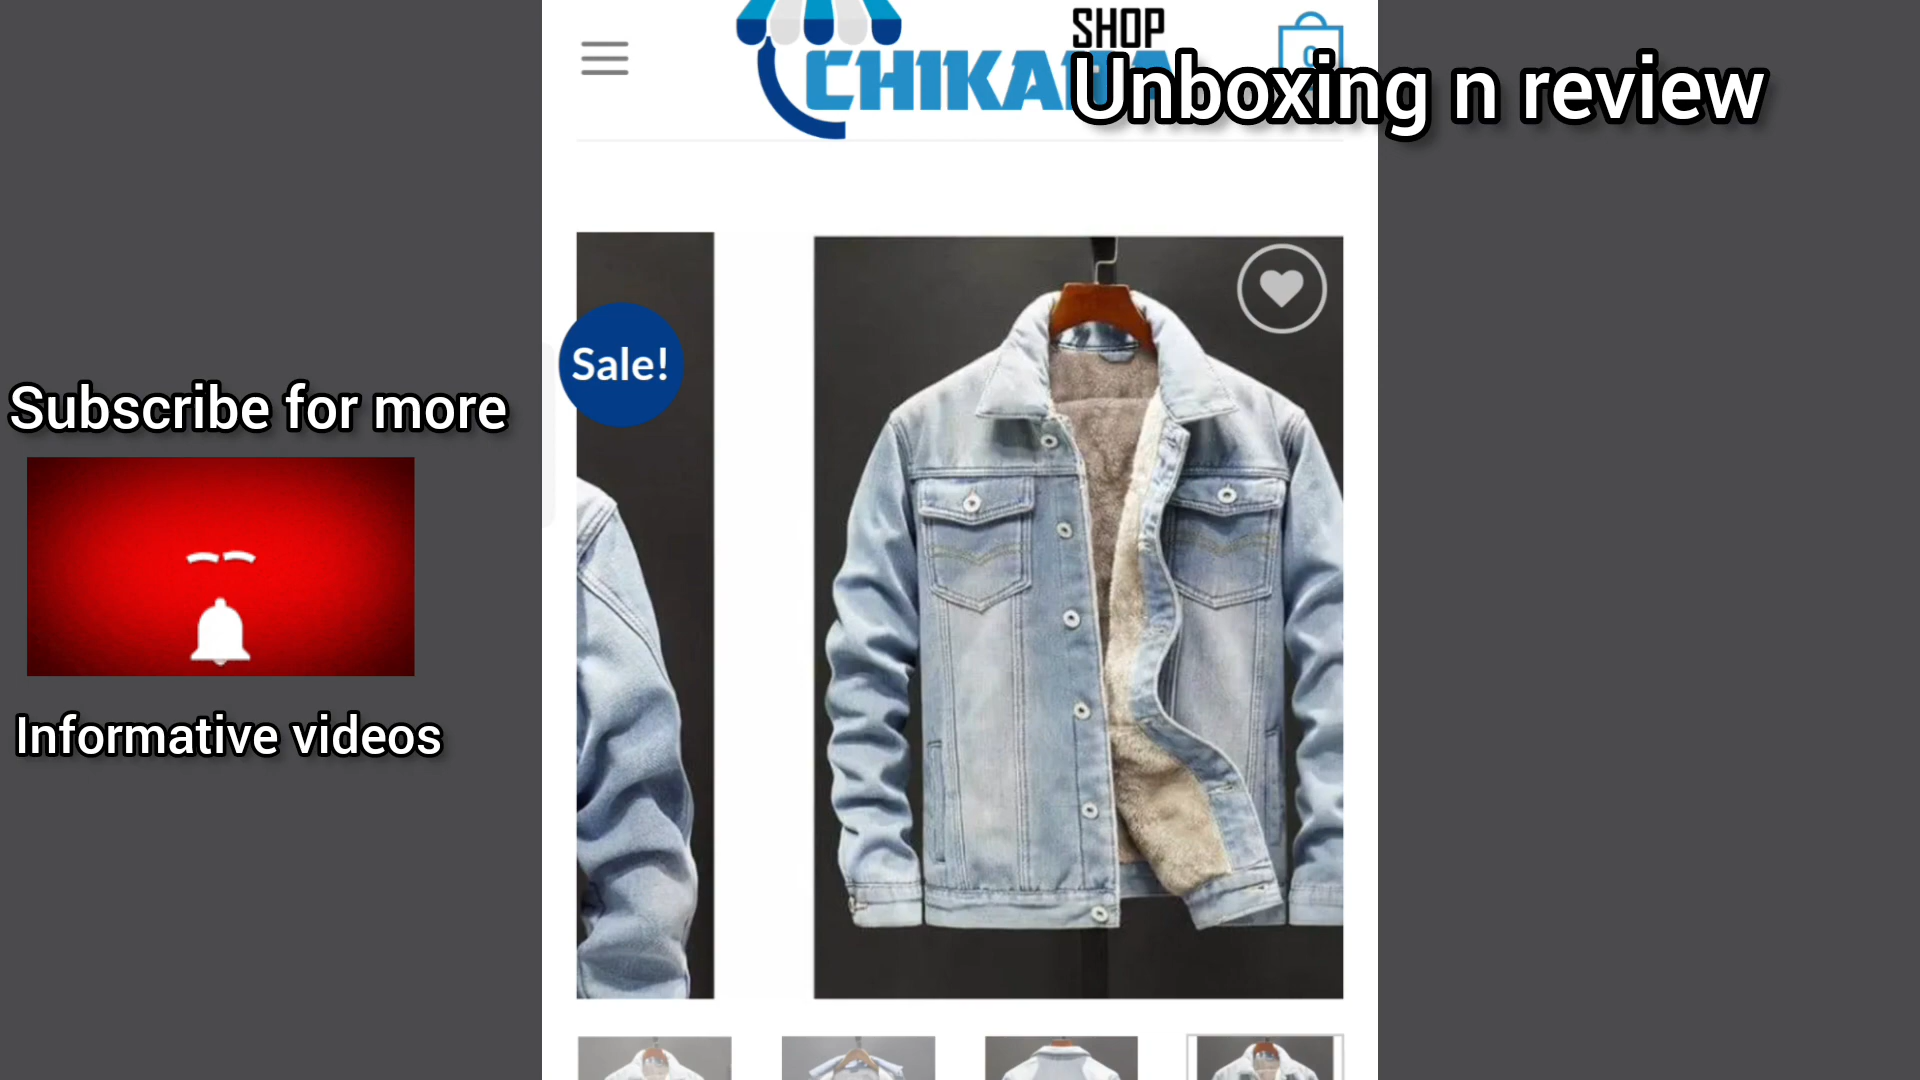 SHOP
Unboxing n review
Sale!
Subscribe for more
Informative videos